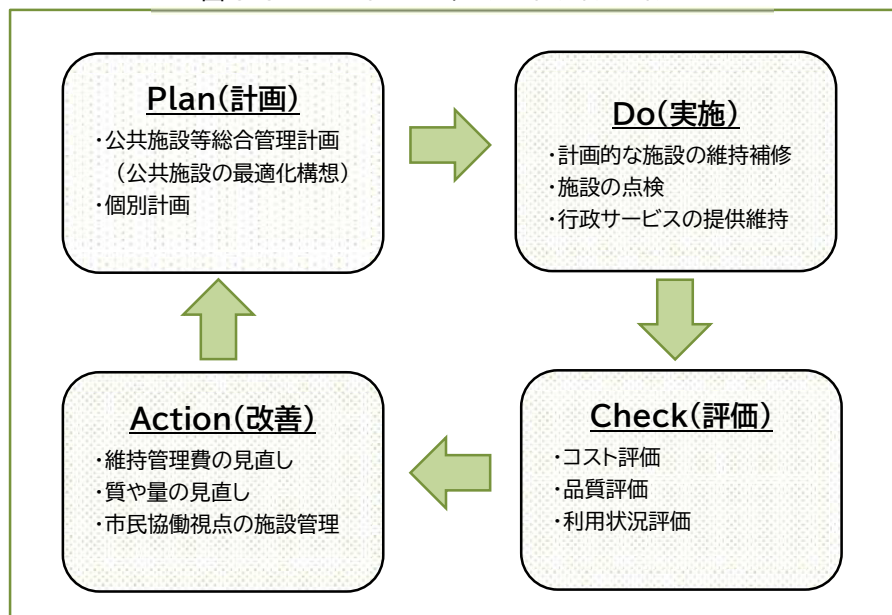 Plan(計画)
・公共施設等総合管理計画
（公共施設の最適化構想）
・個別計画
Do(実施)
・計画的な施設の維持補修
・施設の点検
・行政サービスの提供維持
Action(改善)
・維持管理費の見直し
・質や量の見直し
・市民協働視点の施設管理
Check(評価)
・コスト評価
・品質評価
・利用状況評価